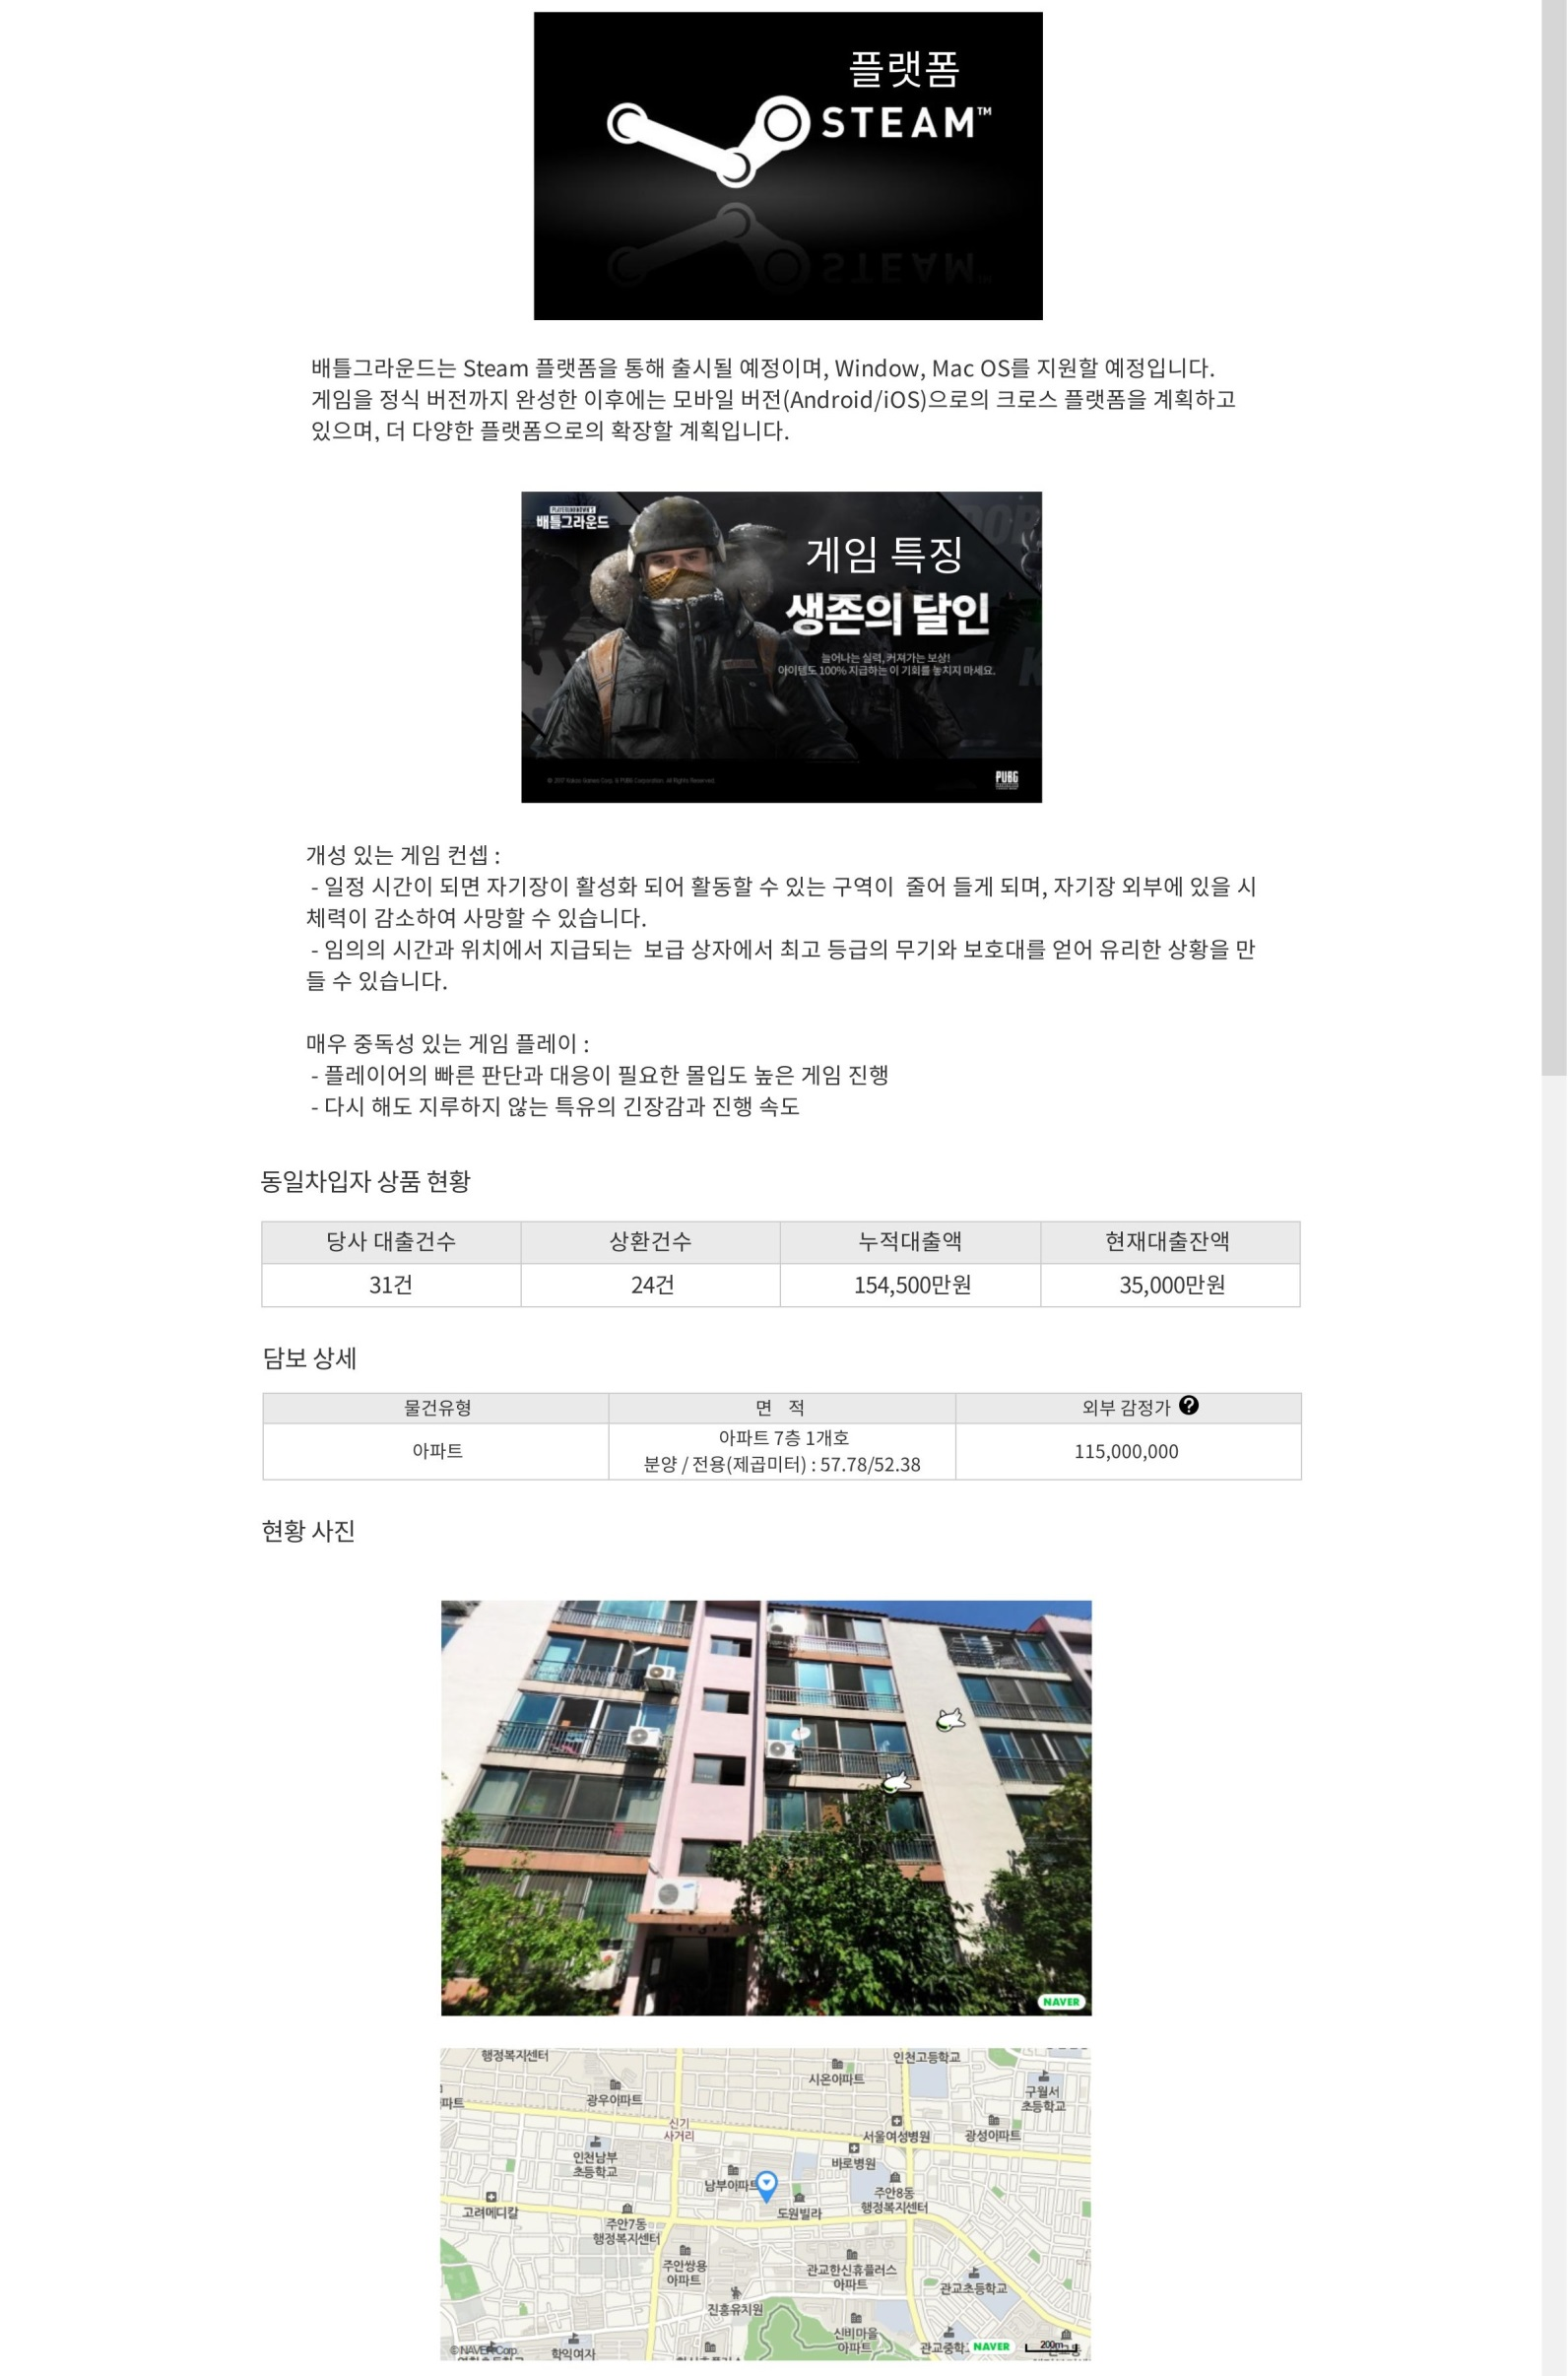 플랫폼
STEAM™
배틀그라운드는 Steam 플랫폼을 통해 출시될 예정이며, Window, Mac OS를 지원할 예정입니다.
게임을 정식 버전까지 완성한 이후에는 모바일 버전(Android/iOS)으로의 크로스 플랫폼을 계획하고
있으며, 더 다양한 플랫폼으로의 확장할 계획입니다.
PLAYERUNKNOWN'S
배틀그라운드
게임 특징
생존의 달인
늘어나는 실력, 커져가는 보상!
아이템도 100% 지급하는 이 기회를 놓치지 마세요.
© 2017 Kakao Games Corp. & PUBG Corporation. All Rights Reserved.
PUBG
개성 있는 게임 컨셉 :
- 일정 시간이 되면 자기장이 활성화 되어 활동할 수 있는 구역이  줄어 들게 되며, 자기장 외부에 있을 시
체력이 감소하여 사망할 수 있습니다.
- 임의의 시간과 위치에서 지급되는  보급 상자에서 최고 등급의 무기와 보호대를 얻어 유리한 상황을 만
들 수 있습니다.
매우 중독성 있는 게임 플레이 :
- 플레이어의 빠른 판단과 대응이 필요한 몰입도 높은 게임 진행
- 다시 해도 지루하지 않는 특유의 긴장감과 진행 속도
동일차입자 상품 현황
당사 대출건수 상환건수 누적대출액 현재대출잔액
31건 24건 154,500만원 35,000만원
담보 상세
물건유형 면 적 외부 감정가 ?
아파트 7층 1개호
아파트 115,000,000
분양 / 전용(제곱미터) : 57.78/52.38
현황 사진
NAVER
행정복지센터 인천고등학교
시온아파트
구월서
초등학교
광우아파트
파트
신기
사거리
서울여성병원 광성아파트
인천남부
초등학교
바로병원
남부아파트
주안8동
행정복지센터
고려메디칼
도원빌라
주안7동
행정복지센터
주안쌍용
아파트
관교한신휴플러스
아파트
관교초등학교
진흥유치원
신비마을
아파트
관교중학
NAVER
200m
© NAVER Corp.
학익여자